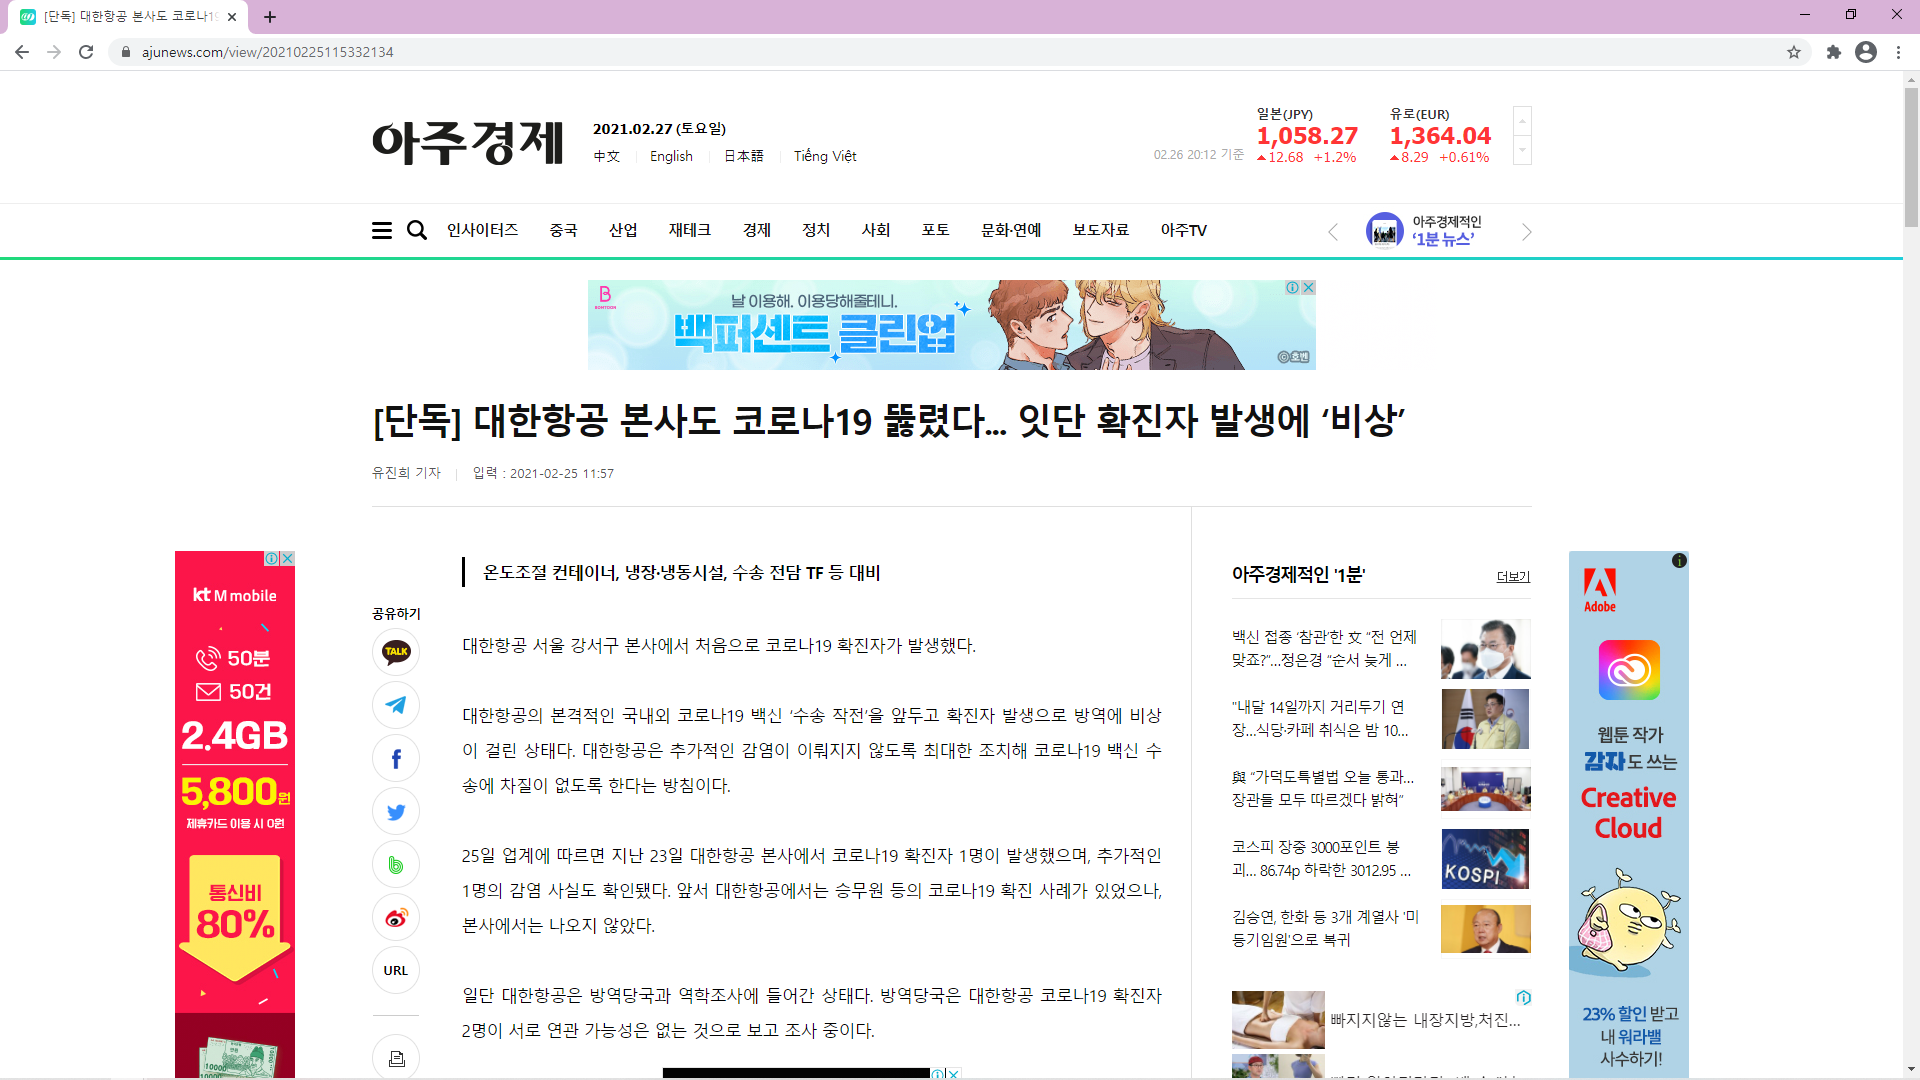 [단독] 대한항공 본사도 코로나19
ajunews.com/view/20210225115332134
아주경제
2021.02.27 (토요일)
中文
English
日本語
Tiếng Việt
02.26 20:12 기준
일본(JPY)
1,058.27
12.68 +1.2%
유로(EUR)
1,364.04
8.29 +0.61%
인사이터즈 중국 산업 재테크 경제 정치 사회 포토 문화·연예 보도자료 아주TV
아주경제적인
‘1분 뉴스’
B
BOMTOON
날 이용해. 이용당해줄테니.
백퍼센트 클린업
ⓒ호벤
[단독] 대한항공 본사도 코로나19 뚫렸다... 잇단 확진자 발생에 ‘비상’
유진희 기자
입력 : 2021-02-25 11:57
kt M mobile
50분
50건
2.4GB
5,800원
제휴카드 이용 시 0원
통신비
80%
10000
10000
공유하기
TALK
URL
온도조절 컨테이너, 냉장·냉동시설, 수송 전담 TF 등 대비
대한항공 서울 강서구 본사에서 처음으로 코로나19 확진자가 발생했다.
대한항공의 본격적인 국내외 코로나19 백신 ‘수송 작전’을 앞두고 확진자 발생으로 방역에 비상
이 걸린 상태다. 대한항공은 추가적인 감염이 이뤄지지 않도록 최대한 조치해 코로나19 백신 수
송에 차질이 없도록 한다는 방침이다.
25일 업계에 따르면 지난 23일 대한항공 본사에서 코로나19 확진자 1명이 발생했으며, 추가적인
1명의 감염 사실도 확인됐다. 앞서 대한항공에서는 승무원 등의 코로나19 확진 사례가 있었으나,
본사에서는 나오지 않았다.
일단 대한항공은 방역당국과 역학조사에 들어간 상태다. 방역당국은 대한항공 코로나19 확진자
2명이 서로 연관 가능성은 없는 것으로 보고 조사 중이다.
아주경제적인 '1분'
더보기
백신 접종 ‘참관’한 文 “전 언제
맞죠?”…정은경 “순서 늦게 ...
"내달 14일까지 거리두기 연
장…식당·카페 취식은 밤 10...
與 “가덕도특별법 오늘 통과...
장관들 모두 따르겠다 밝혀”
코스피 장중 3000포인트 붕
괴... 86.74p 하락한 3012.95 ...
KOSPI
김승연, 한화 등 3개 계열사 '미
등기임원'으로 복귀
빠지지않는 내장지방,처진...
Adobe
웹툰 작가
감자도 쓰는
Creative
Cloud
23% 할인 받고
내 워라밸
사수하기!